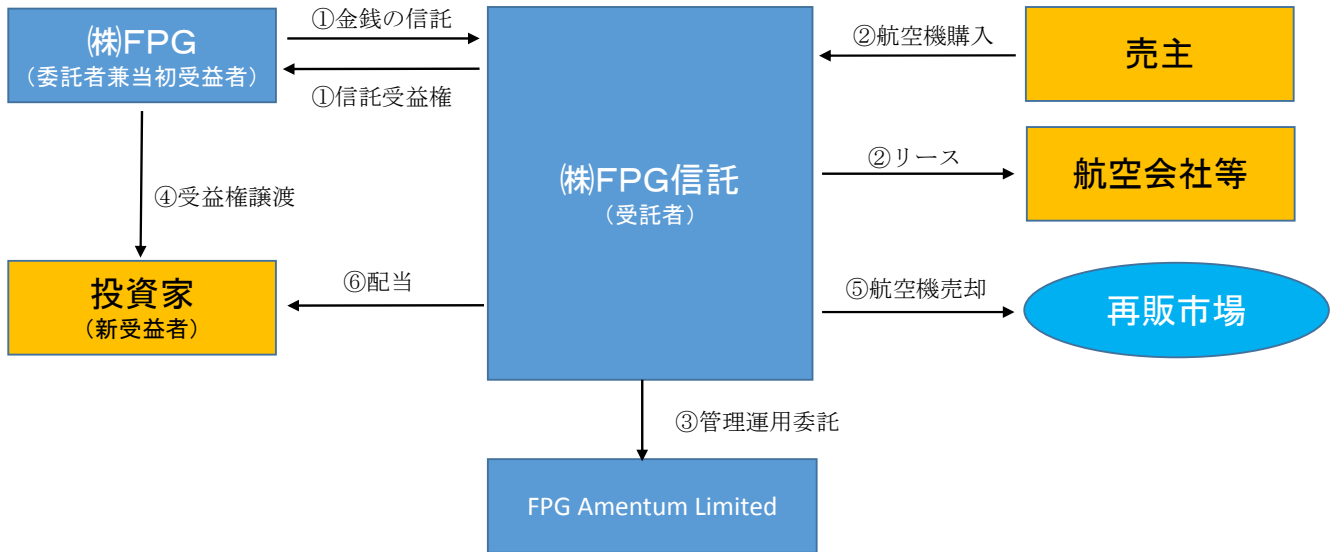 ㈱FPG
（委託者兼当初受益者）
①金銭の信託
①信託受益権
㈱FPG信託
（受託者）
②航空機購入
売主
②リース
航空会社等
④受益権譲渡
投資家
（新受益者）
⑥配当
⑤航空機売却
再販市場
③管理運用委託
FPG Amentum Limited